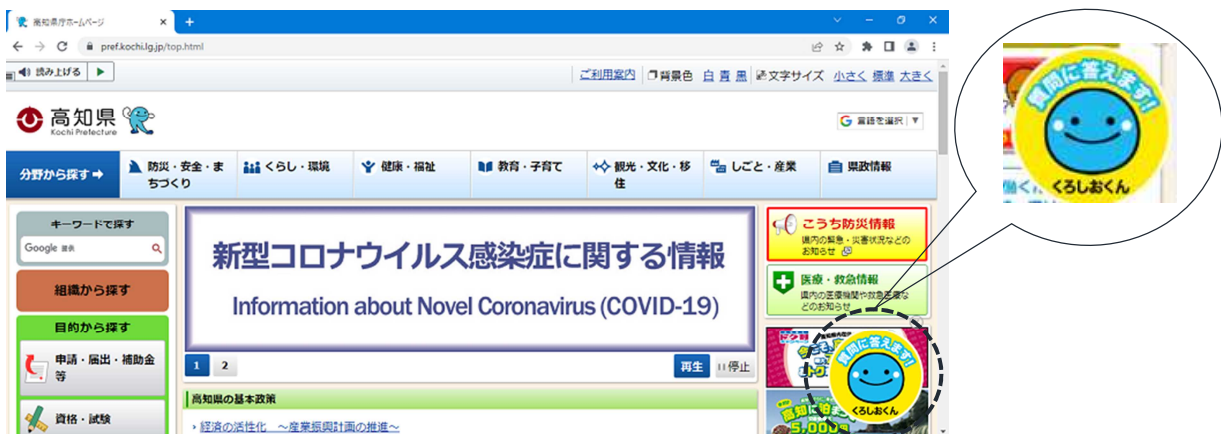 高知県庁ホームページ
pref.kochi.lg.jp/top.html
読み上げる
ご利用案内
背景色 白 青 黒
文字サイズ 小さく 標準 大きく
高知県
Kochi Prefecture
言語を選択
分野から探す
防災・安全・ま
ちづくり
くらし・環境
健康・福祉
教育・子育て
観光・文化・移
住
しごと・産業
県政情報
キーワードで探す
Google
組織から探す
目的から探す
申請・届出・補助金
等
資格・試験
新型コロナウイルス感染症に関する情報
Information about Novel Coronavirus (COVID-19)
1 2
再生
停止
高知県の基本政策
経済の活性化 ～産業振興計画の推進～
こうち防災情報
県内の緊急・災害状況などの
お知らせ
医療・救急情報
県内の医療機関や救急医療な
どのお知らせ
質問に答えます!
くろしおくん
高知に泊ま
5,000
質問に答えます!
くろしおくん